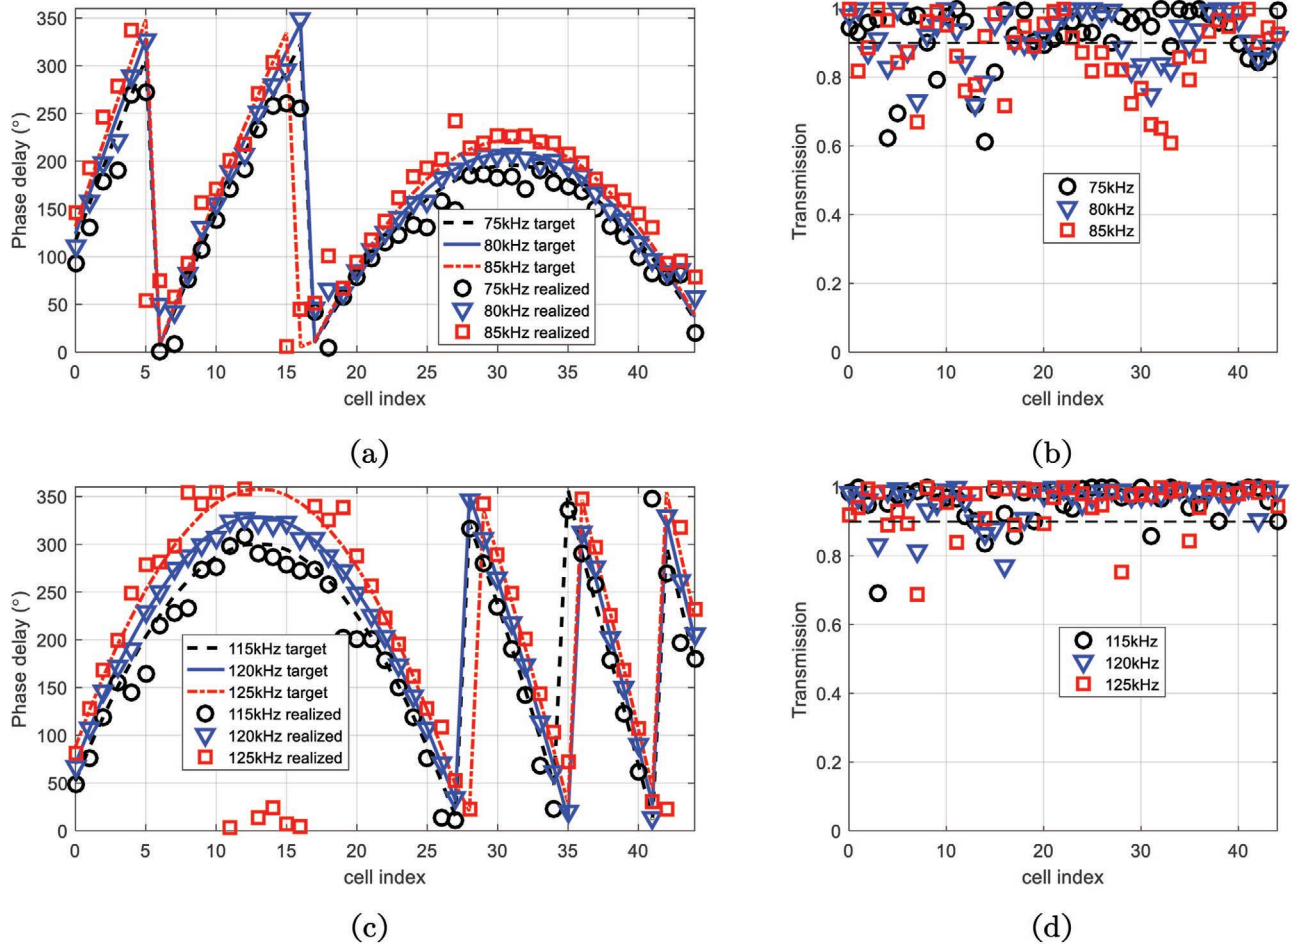 350
300
250
200
150
100
50
0
Phase delay (°)
0 5 10 15 20 25 30 35 40
cell index
75kHz target
80kHz target
85kHz target
75kHz realized
80kHz realized
85kHz realized
(a)
1
0.8
0.6
0.4
0.2
0
Transmission
0 10 20 30 40
cell index
75kHz
80kHz
85kHz
(b)
350
300
250
200
150
100
50
0
Phase delay (°)
0 5 10 15 20 25 30 35 40
cell index
115kHz target
120kHz target
125kHz target
115kHz realized
120kHz realized
125kHz realized
(c)
1
0.8
0.6
0.4
0.2
0
Transmission
0 10 20 30 40
cell index
115kHz
120kHz
125kHz
(d)